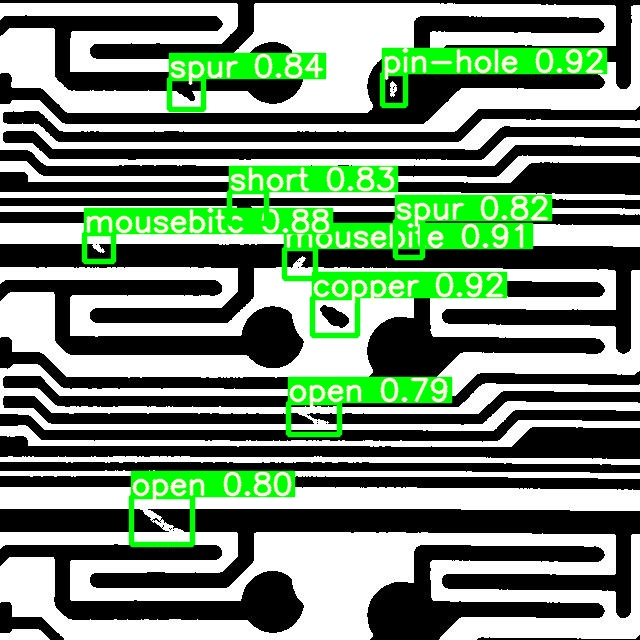 spur 0.84
pin-hole 0.92
short 0.83
spur 0.82
mousebite 0.88
mousebite 0.91
copper 0.92
open 0.79
open 0.80